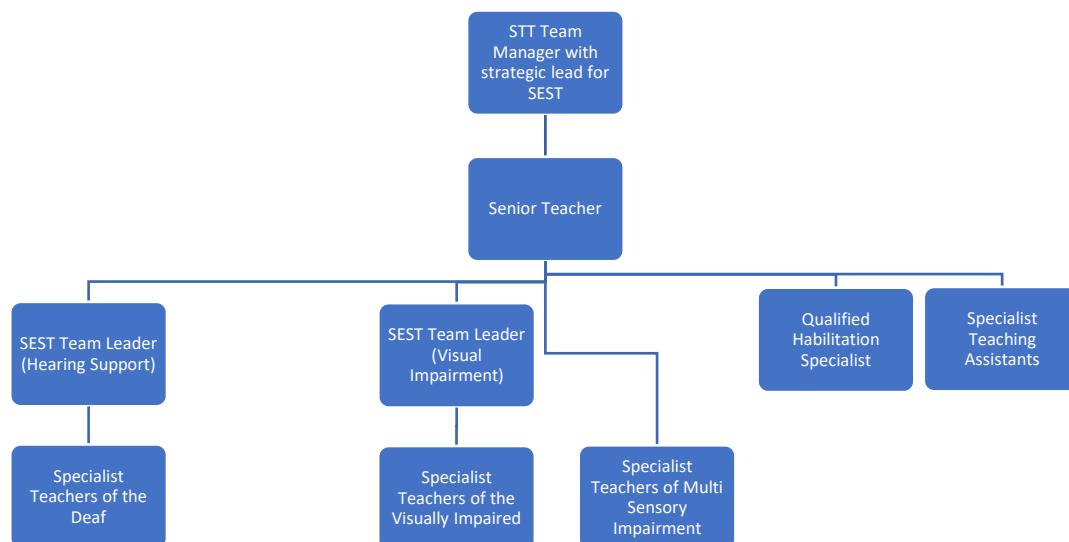 STT Team
Manager with
strategic lead for
SEST
Senior Teacher
SEST Team Leader
(Hearing Support)
SEST Team Leader
(Visual
Impairment)
Qualified
Habilitation
Specialist
Specialist
Teaching
Assistants
Specialist
Teachers of the
Deaf
Specialist
Teachers of the
Visually Impaired
Specialist
Teachers of Multi
Sensory
Impairment